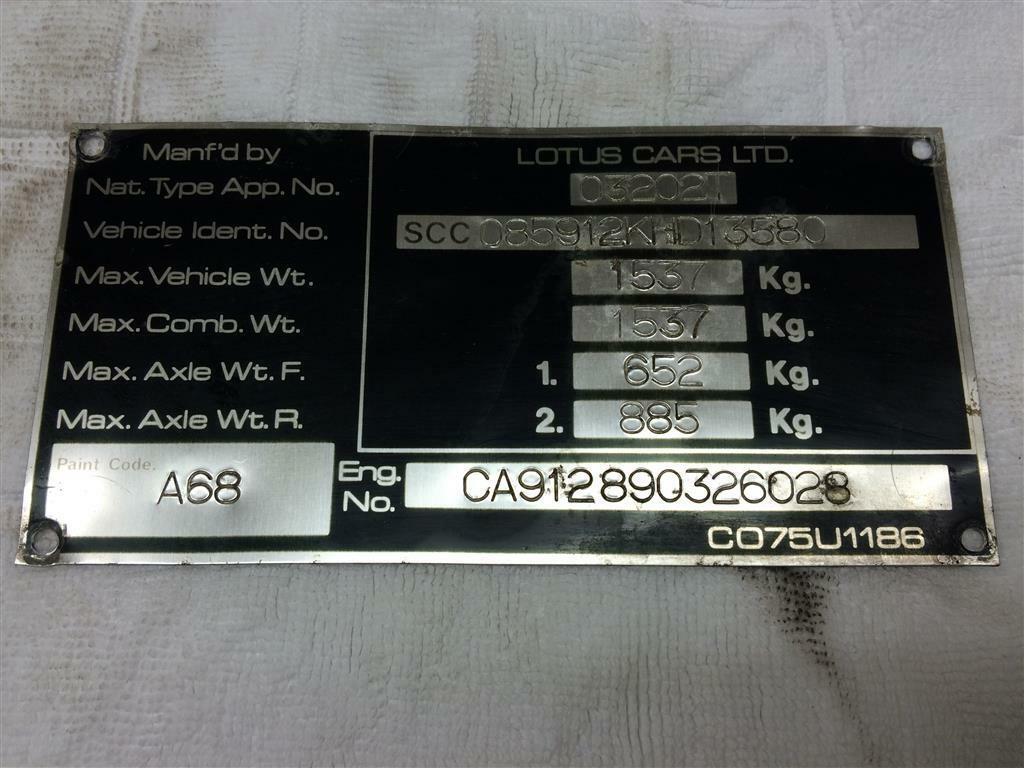 Manf'd by LOTUS CARS LTD.
Nat. Type App. No. 032021
Vehicle Ident. No. SCC 085912KHD13580
Max. Vehicle Wt. 1537 Kg.
Max. Comb. Wt. 1537 Kg.
Max. Axle Wt. F. 1. 652 Kg.
Max. Axle Wt. R. 2. 885 Kg.
Paint Code. A68
Eng. No. CA912890326028
CO75U1186